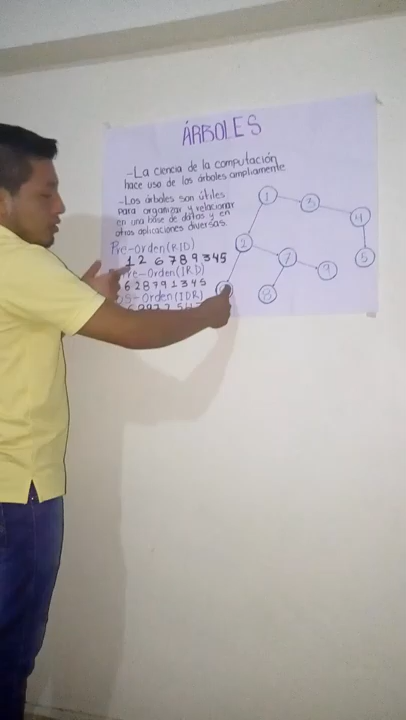 ÁRBOLES
-La ciencia de la computación
hace uso de los árboles ampliamente
-Los árboles son útiles
para organizar y relacionar
en una base de datos y en
otros aplicaciones diversas.
Pre-Orden(RID)
1 2 6 7 8 9 3 4 5
re-Orden(IRD)
6 2 8 7 9 1 3 4 5
OS-Orden(IDR)
1
3
4
2
7
9
5
8